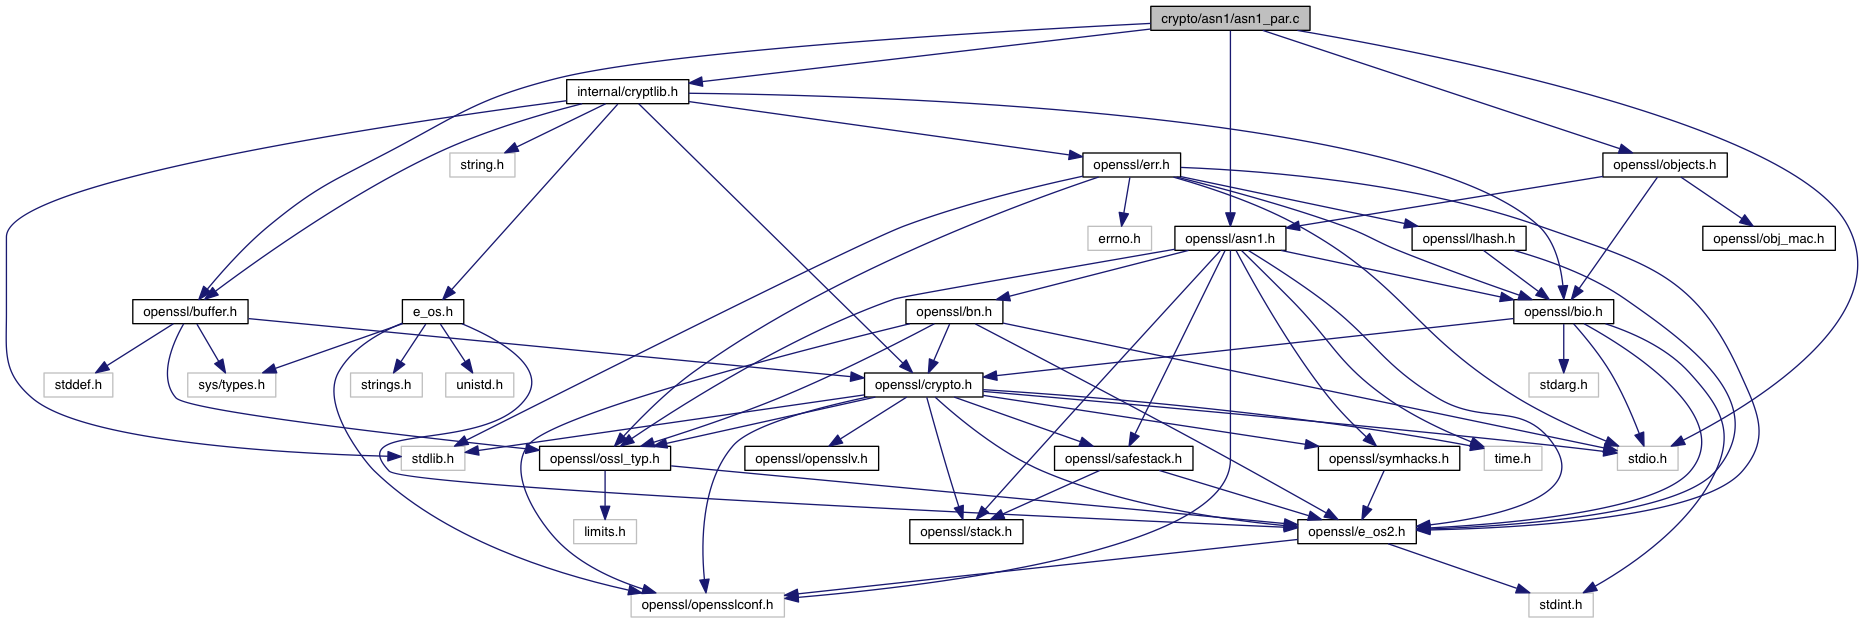 crypto/asn1/asn1_par.c
internal/cryptlib.h
string.h
openssl/err.h
openssl/objects.h
errno.h
openssl/asn1.h
openssl/lhash.h
openssl/obj_mac.h
openssl/buffer.h
e_os.h
openssl/bn.h
openssl/bio.h
stddef.h
sys/types.h
strings.h
unistd.h
openssl/crypto.h
stdarg.h
stdlib.h
openssl/ossl_typ.h
openssl/opensslv.h
openssl/safestack.h
openssl/symhacks.h
time.h
stdio.h
limits.h
openssl/stack.h
openssl/e_os2.h
openssl/opensslconf.h
stdint.h